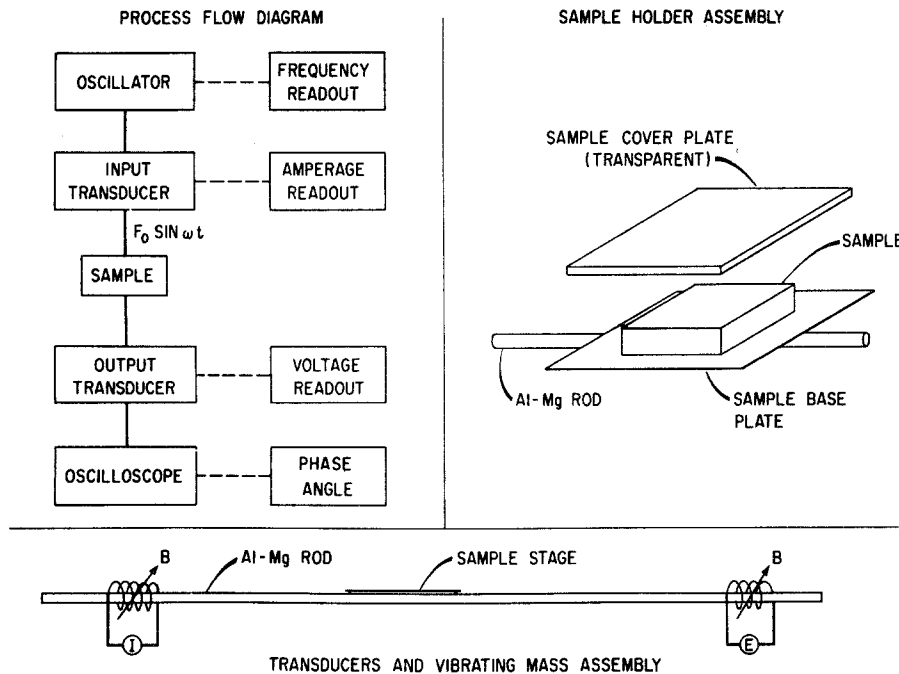 PROCESS FLOW DIAGRAM
OSCILLATOR
FREQUENCY
READOUT
INPUT
TRANSDUCER
AMPERAGE
READOUT
F₀ SIN ωt
SAMPLE
OUTPUT
TRANSDUCER
VOLTAGE
READOUT
OSCILLOSCOPE
PHASE
ANGLE
SAMPLE HOLDER ASSEMBLY
SAMPLE COVER PLATE
(TRANSPARENT)
SAMPLE
Al-Mg ROD
SAMPLE BASE
PLATE
B
Al-Mg ROD
SAMPLE STAGE
B
I
E
TRANSDUCERS AND VIBRATING MASS ASSEMBLY